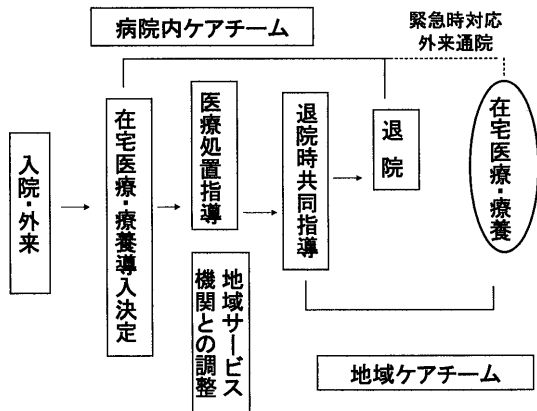 病院内ケアチーム
緊急時対応
外来通院
入院・外来
在宅医療・療養導入決定
医療処置指導
地域サービス
機関との調整
退院時共同指導
退院
在宅医療・療養
地域ケアチーム